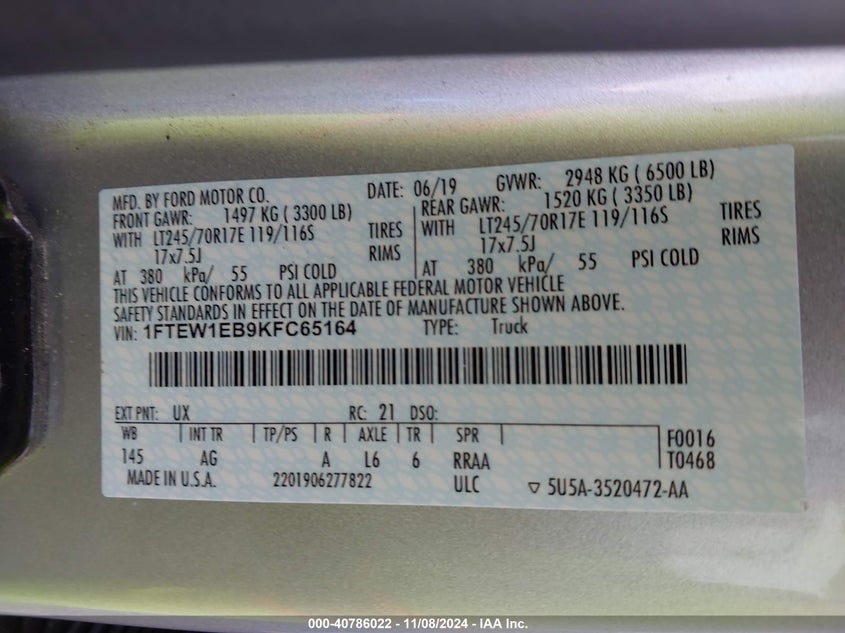 MFD. BY FORD MOTOR CO. DATE: 06/19 GVWR: 2948 KG ( 6500 LB)
FRONT GAWR: 1497 KG ( 3300 LB) REAR GAWR: 1520 KG ( 3350 LB)
WITH LT245/70R17E 119/116S TIRES WITH LT245/70R17E 119/116S TIRES
17x7.5J RIMS 17x7.5J RIMS
AT 380 kPa/ 55 PSI COLD AT 380 kPa/ 55 PSI COLD
THIS VEHICLE CONFORMS TO ALL APPLICABLE FEDERAL MOTOR VEHICLE
SAFETY STANDARDS IN EFFECT ON THE DATE OF MANUFACTURE SHOWN ABOVE.
VIN: 1FTEW1EB9KFC65164 TYPE: Truck
EXT PNT: UX RC: 21 DSO:
WB INT TR TP/PS R AXLE TR SPR F0016
145 AG A L6 6 RRAA T0468
MADE IN U.S.A. 2201906277822 ULC ▽ 5U5A-3520472-AA
000-40786022 - 11/08/2024 - IAA Inc.